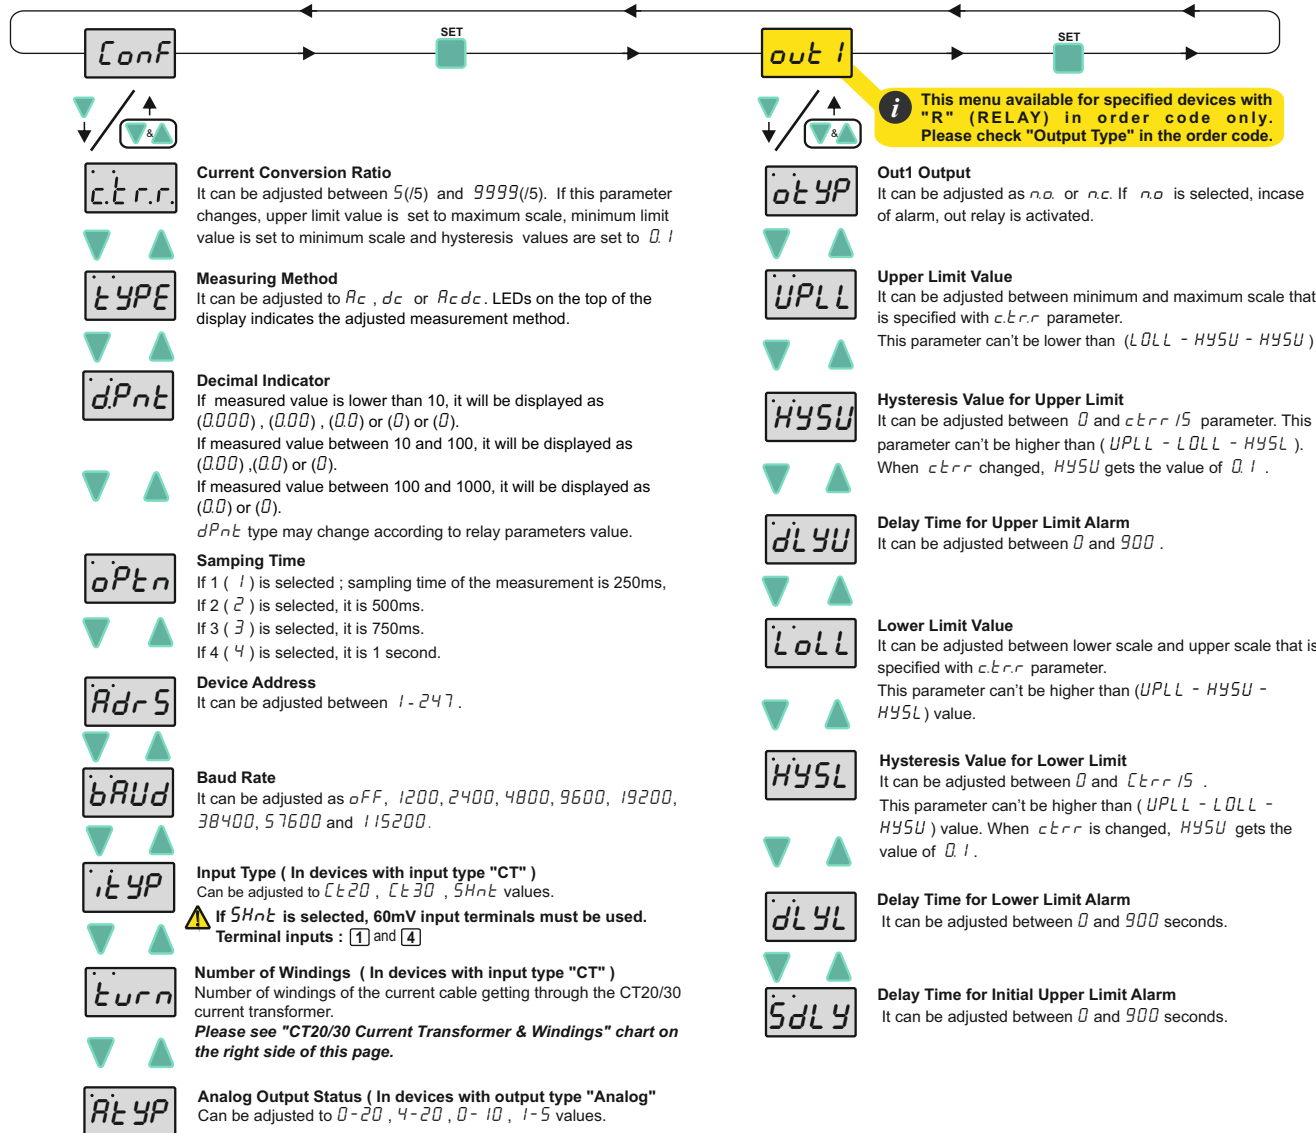 ConF
SET
out 1
SET
i
This menu available for specified devices with
"R" (RELAY) in order code only.
Please check "Output Type" in the order code.
&
&
c.t.r.r.
Current Conversion Ratio
It can be adjusted between 5(/5) and 9999(/5). If this parameter
changes, upper limit value is set to maximum scale, minimum limit
value is set to minimum scale and hysteresis values are set to 0.1
tYPE
Measuring Method
It can be adjusted to Ac , dc or Acdc. LEDs on the top of the
display indicates the adjusted measurement method.
d.Pnt
Decimal Indicator
If measured value is lower than 10, it will be displayed as
(0.000) , (0.00) , (0.0) or (0) or (0).
If measured value between 10 and 100, it will be displayed as
(0.00) ,(0.0) or (0).
If measured value between 100 and 1000, it will be displayed as
(0.0) or (0).
dPnt type may change according to relay parameters value.
oPtn
Samping Time
If 1 ( 1 ) is selected ; sampling time of the measurement is 250ms,
If 2 ( 2 ) is selected, it is 500ms.
If 3 ( 3 ) is selected, it is 750ms.
If 4 ( 4 ) is selected, it is 1 second.
AdrS
Device Address
It can be adjusted between 1 - 247 .
bAUd
Baud Rate
It can be adjusted as oFF, 1200, 2400, 4800, 9600, 19200,
38400, 57600 and 115200.
itYP
Input Type ( In devices with input type "CT" )
Can be adjusted to Ct20 , Ct30 , SHnt values.
If SHnt is selected, 60mV input terminals must be used.
Terminal inputs : 1 and 4
turn
Number of Windings ( In devices with input type "CT" )
Number of windings of the current cable getting through the CT20/30
current transformer.
Please see "CT20/30 Current Transformer & Windings" chart on
the right side of this page.
AtYP
Analog Output Status ( In devices with output type "Analog"
Can be adjusted to 0-20 , 4-20 , 0-10 , 1-5 values.
otYP
Out1 Output
It can be adjusted as n.o. or n.c. If n.o is selected, incase
of alarm, out relay is activated.
UPLL
Upper Limit Value
It can be adjusted between minimum and maximum scale that
is specified with c.t.r.r parameter.
This parameter can't be lower than (LOLL - HYSU - HYSU )
HYSU
Hysteresis Value for Upper Limit
It can be adjusted between 0 and ctrr /5 parameter. This
parameter can't be higher than ( UPLL - LOLL - HYSL ).
When ctrr changed, HYSU gets the value of 0.1 .
dLYU
Delay Time for Upper Limit Alarm
It can be adjusted between 0 and 900 .
LoLL
Lower Limit Value
It can be adjusted between lower scale and upper scale that is
specified with c.t.r.r parameter.
This parameter can't be higher than (UPLL - HYSU -
HYSL) value.
HYSL
Hysteresis Value for Lower Limit
It can be adjusted between 0 and Ctrr /5 .
This parameter can't be higher than ( UPLL - LOLL -
HYSU ) value. When ctrr is changed, HYSU gets the
value of 0.1 .
dLYL
Delay Time for Lower Limit Alarm
It can be adjusted between 0 and 900 seconds.
SdLY
Delay Time for Initial Upper Limit Alarm
It can be adjusted between 0 and 900 seconds.